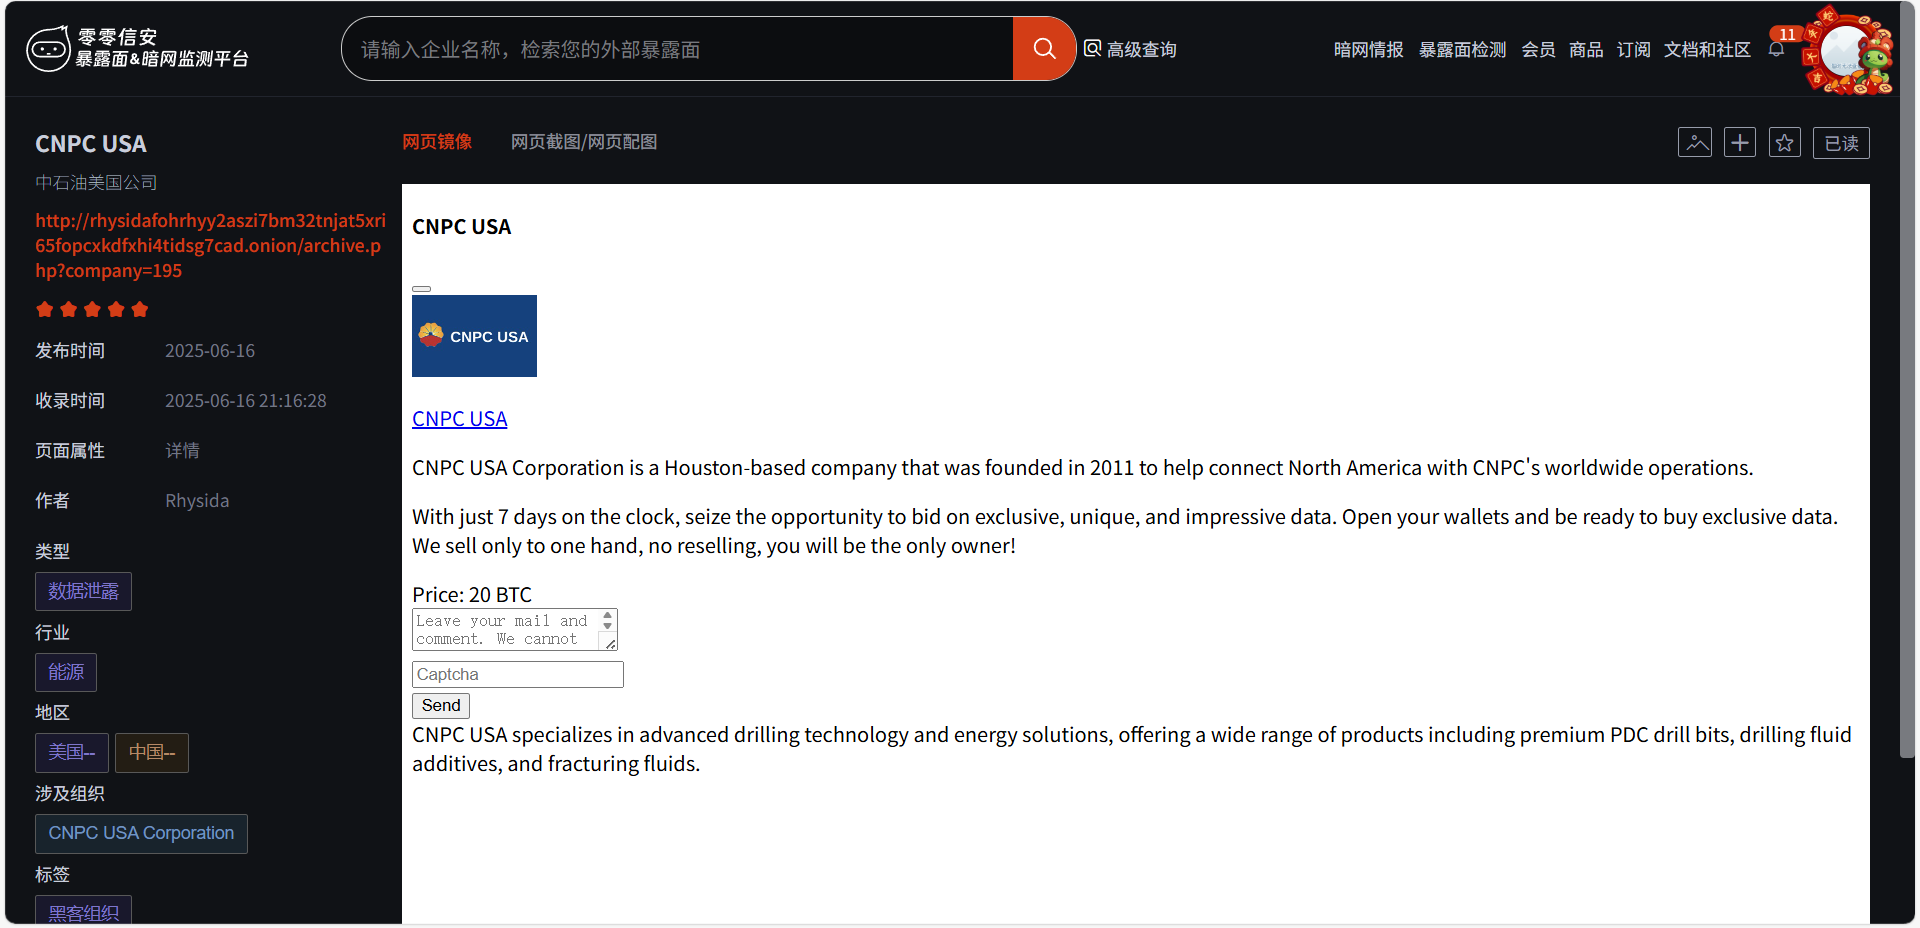 零零信安
暴露面&暗网监测平台
请输入企业名称，检索您的外部暴露面
高级查询
暗网情报 暴露面检测 会员 商品 订阅 文档和社区
11
CNPC USA
中石油美国公司
http://rhysidafohrhyy2aszi7bm32tnjat5xri
65fopcxkdfxhi4tidsg7cad.onion/archive.p
hp?company=195
发布时间 2025-06-16
收录时间 2025-06-16 21:16:28
页面属性 详情
作者 Rhysida
类型
数据泄露
行业
能源
地区
美国-- 中国--
涉及组织
CNPC USA Corporation
标签
黑客组织
网页镜像 网页截图/网页配图
已读
CNPC USA
CNPC USA
CNPC USA
CNPC USA Corporation is a Houston-based company that was founded in 2011 to help connect North America with CNPC's worldwide operations.
With just 7 days on the clock, seize the opportunity to bid on exclusive, unique, and impressive data. Open your wallets and be ready to buy exclusive data.
We sell only to one hand, no reselling, you will be the only owner!
Price: 20 BTC
Leave your mail and
comment. We cannot
Captcha
Send
CNPC USA specializes in advanced drilling technology and energy solutions, offering a wide range of products including premium PDC drill bits, drilling fluid
additives, and fracturing fluids.